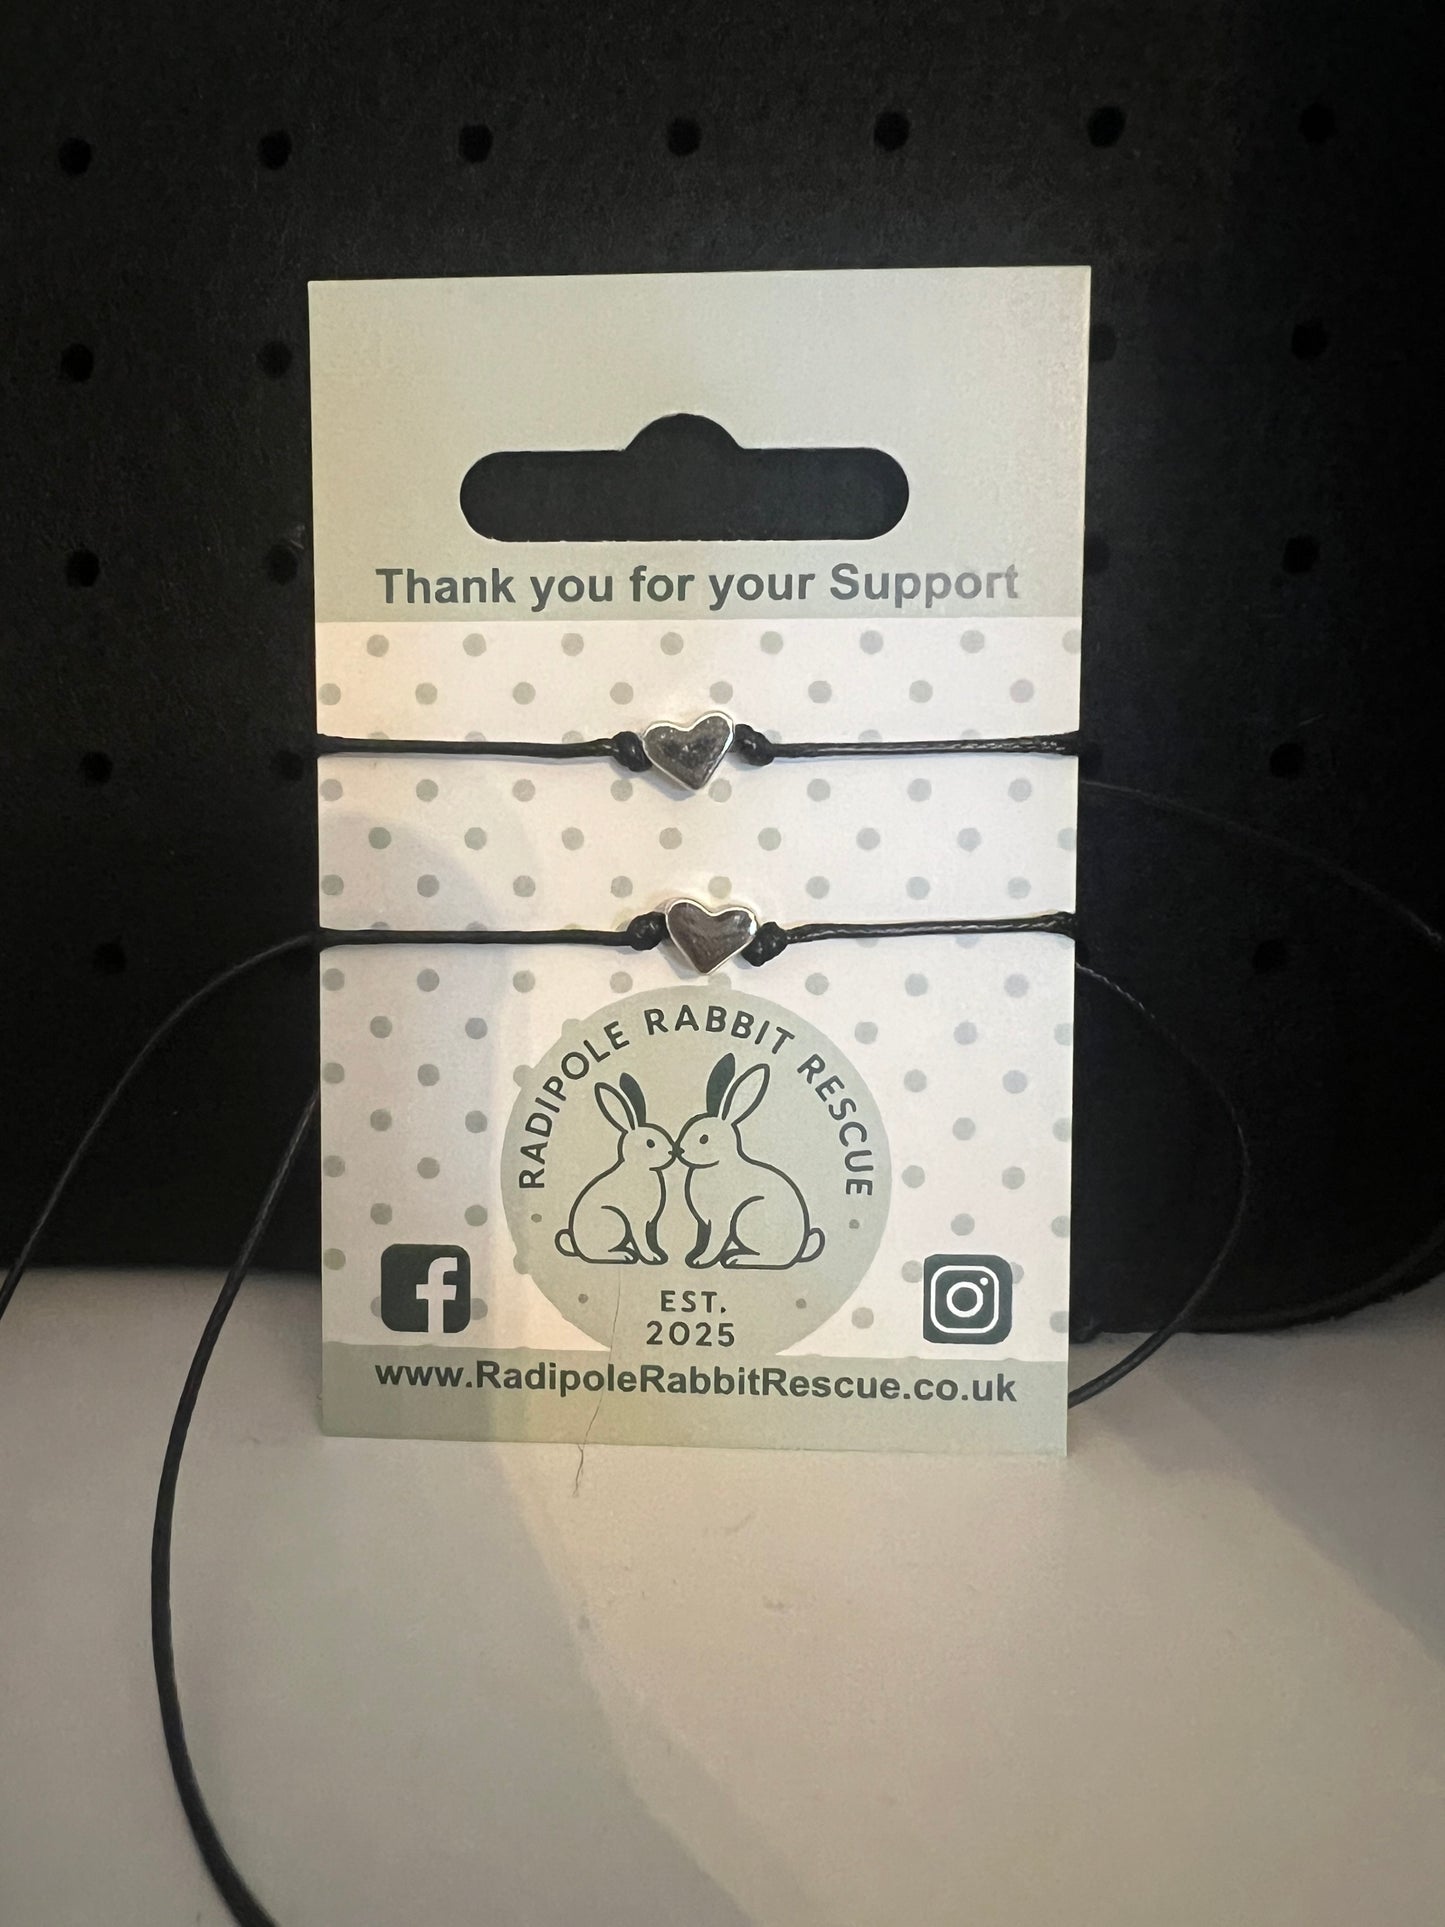 Thank you for your Support
RADIPOLE RABBIT RESCUE
EST.
2025
www.RadipoleRabbitRescue.co.uk